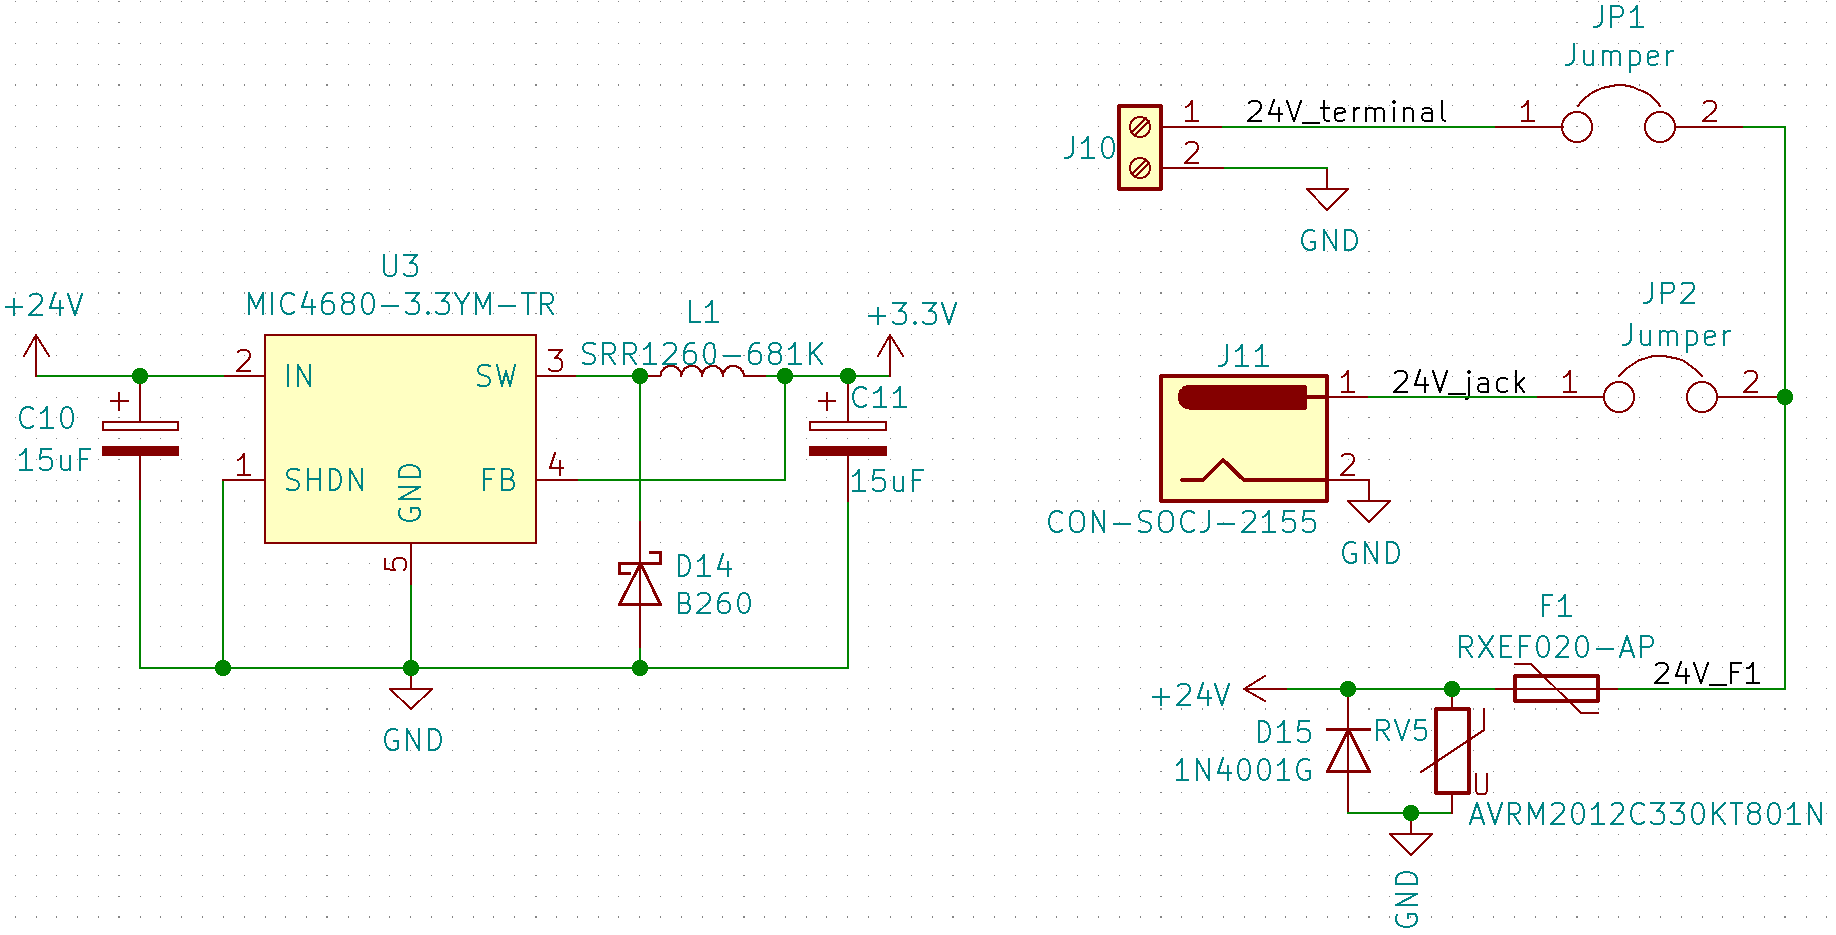 U3
MIC4680-3.3YM-TR
+24V
2
IN
SW
3
L1
SRR1260-681K
+3.3V
+
C10
15uF
1
SHDN
GND
FB
4
+
C11
15uF
5
D14
B260
GND
JP1
Jumper
J10
1
24V_terminal
1
2
2
GND
JP2
Jumper
J11
1
24V_jack
1
2
2
CON-SOCJ-2155
GND
F1
RXEF020-AP
24V_F1
+24V
D15
1N4001G
RV5
U
AVRM2012C330KT801N
GND